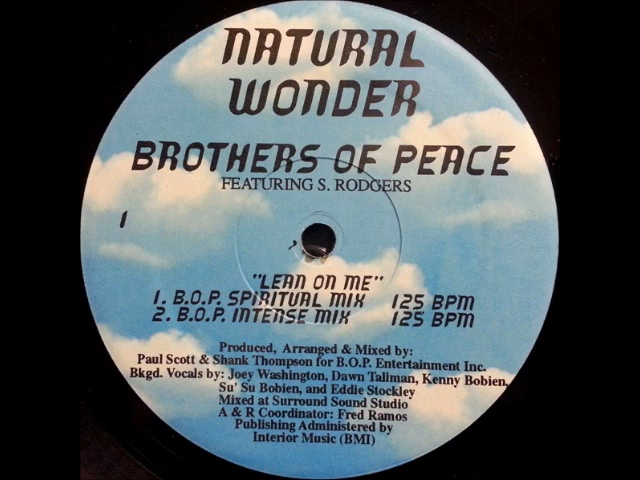 NATURAL
WONDER
BROTHERS OF PEACE
FEATURING S. RODGERS
1
"LEAN ON ME"
1. B.O.P. SPIRITUAL MIX 125 BPM
2. B.O.P. INTENSE MIX 125 BPM
Produced, Arranged & Mixed by:
Paul Scott & Shank Thompson for B.O.P. Entertainment Inc.
Bkgd. Vocals by: Joey Washington, Dawn Tallman, Kenny Bobien,
Su' Su Bobien, and Eddie Stockley
Mixed at Surround Sound Studio
A & R Coordinator: Fred Ramos
Publishing Administered by
Interior Music (BMI)